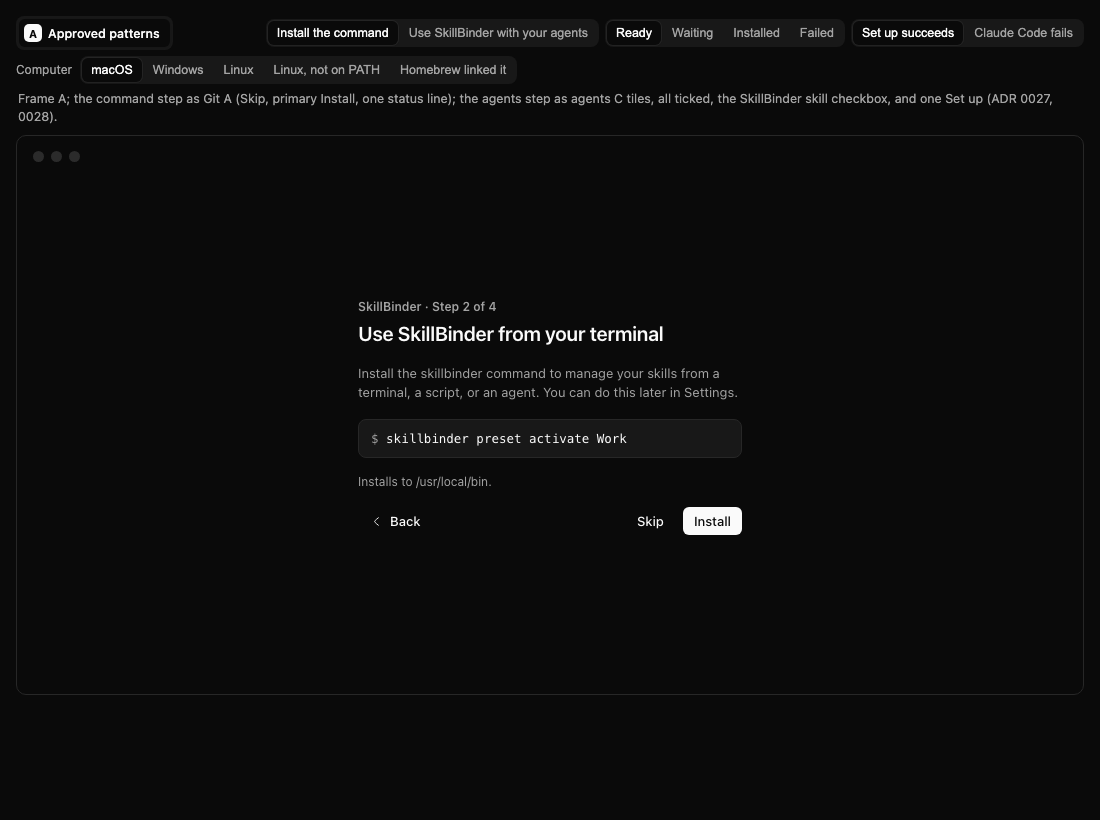 A Approved patterns
Install the command Use SkillBinder with your agents Ready Waiting Installed Failed Set up succeeds Claude Code fails
Computer macOS Windows Linux Linux, not on PATH Homebrew linked it
Frame A; the command step as Git A (Skip, primary Install, one status line); the agents step as agents C tiles, all ticked, the SkillBinder skill checkbox, and one Set up (ADR 0027,
0028).
SkillBinder · Step 2 of 4
Use SkillBinder from your terminal
Install the skillbinder command to manage your skills from a
terminal, a script, or an agent. You can do this later in Settings.
$ skillbinder preset activate Work
Installs to /usr/local/bin.
Back Skip Install